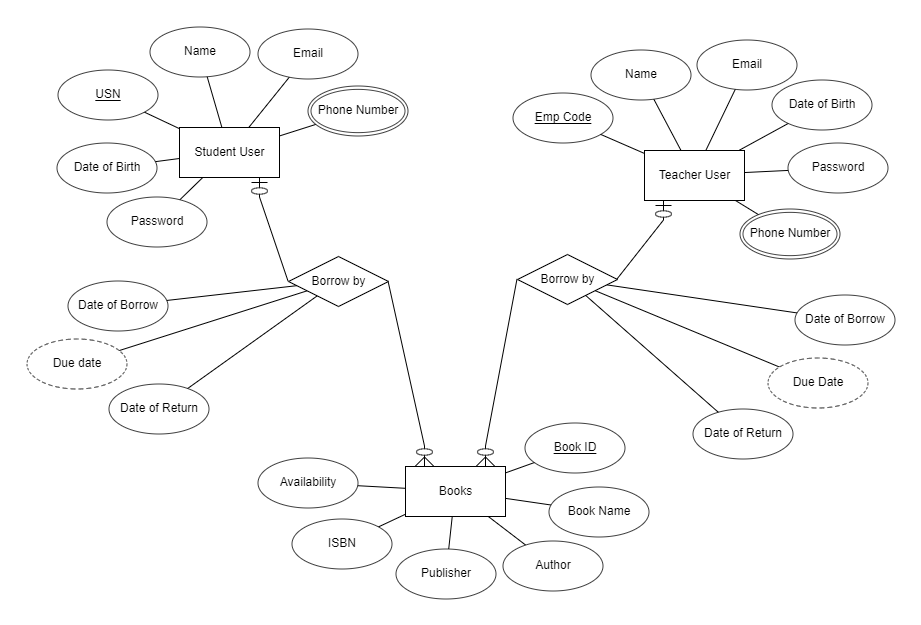 Name
Email
USN
Phone Number
Student User
Date of Birth
Password
Name
Email
Emp Code
Date of Birth
Teacher User
Password
Phone Number
Borrow by
Date of Borrow
Due date
Date of Return
Borrow by
Date of Borrow
Due Date
Date of Return
Availability
Books
Book ID
Book Name
ISBN
Publisher
Author